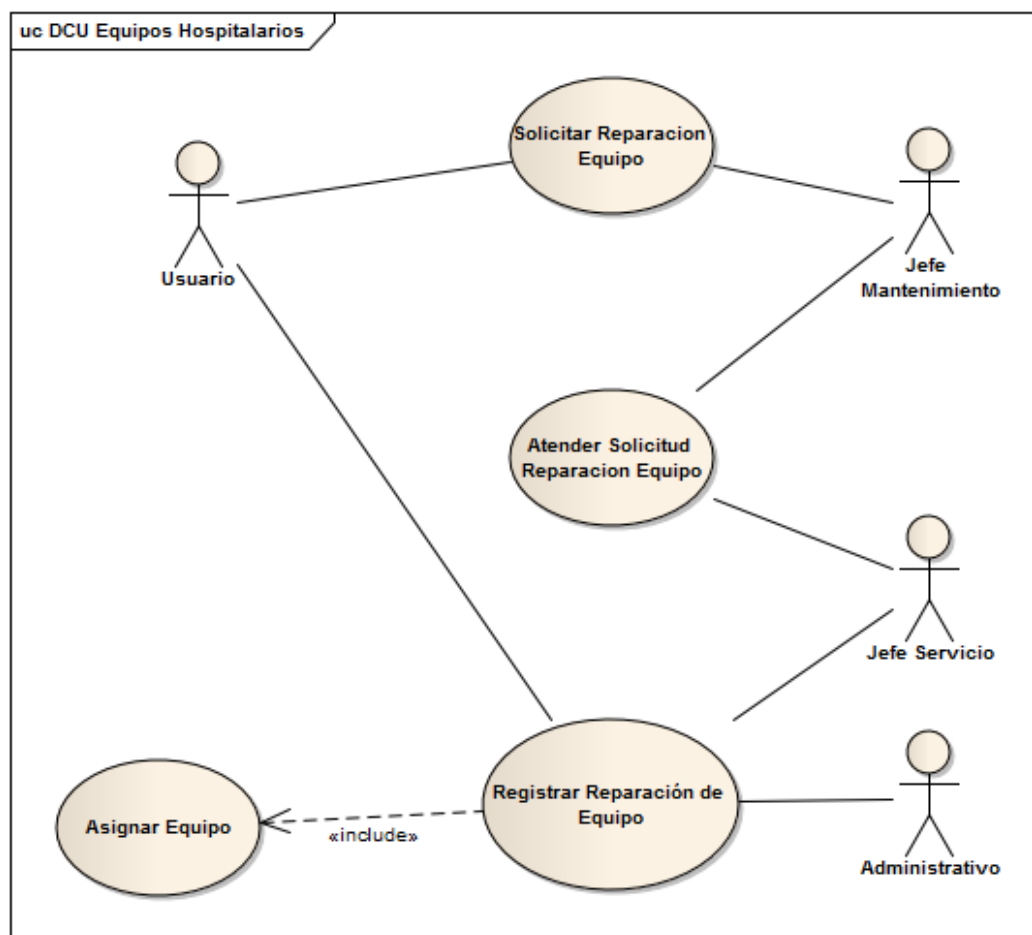 uc DCU Equipos Hospitalarios
Solicitar Reparacion
Equipo
Usuario
Jefe
Mantenimiento
Atender Solicitud
Reparacion Equipo
Jefe Servicio
Registrar Reparación de
Equipo
Asignar Equipo
«include»
Administrativo